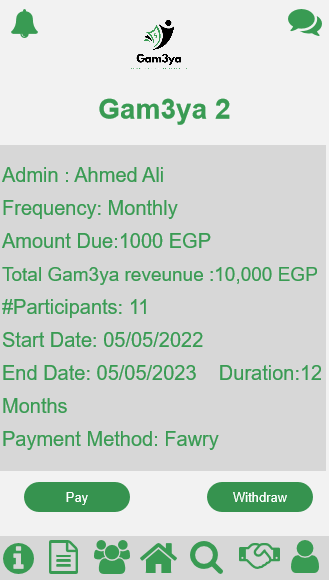 Gam3ya
Gam3ya 2
Admin : Ahmed Ali
Frequency: Monthly
Amount Due:1000 EGP
Total Gam3ya reveunue :10,000 EGP
#Participants: 11
Start Date: 05/05/2022
End Date: 05/05/2023 Duration:12
Months
Payment Method: Fawry
Pay Withdraw